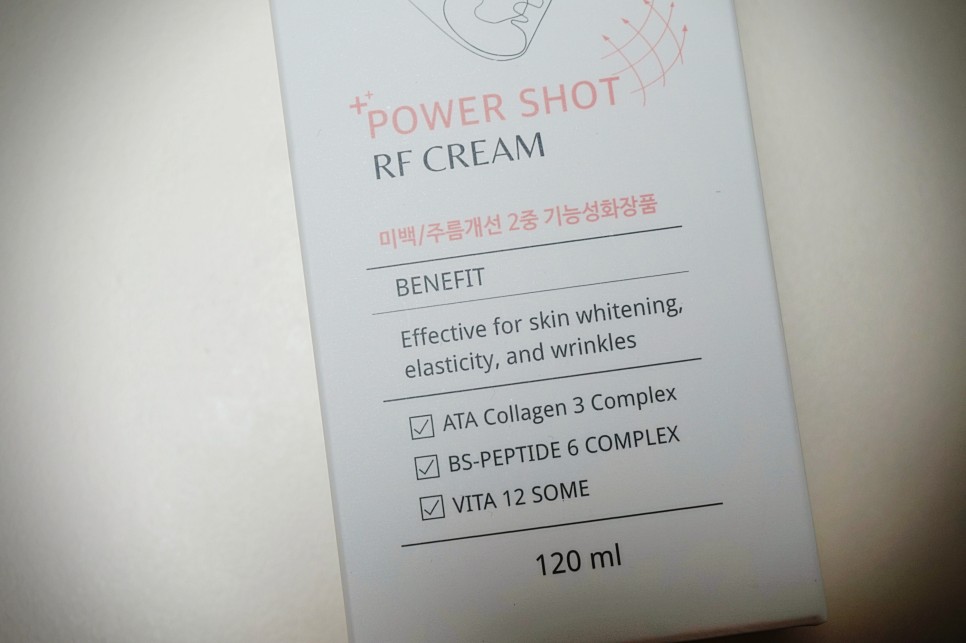 POWER SHOT
RF CREAM
미백/주름개선 2중 기능성화장품
BENEFIT
Effective for skin whitening,
elasticity, and wrinkles
ATA Collagen 3 Complex
BS-PEPTIDE 6 COMPLEX
VITA 12 SOME
120 ml